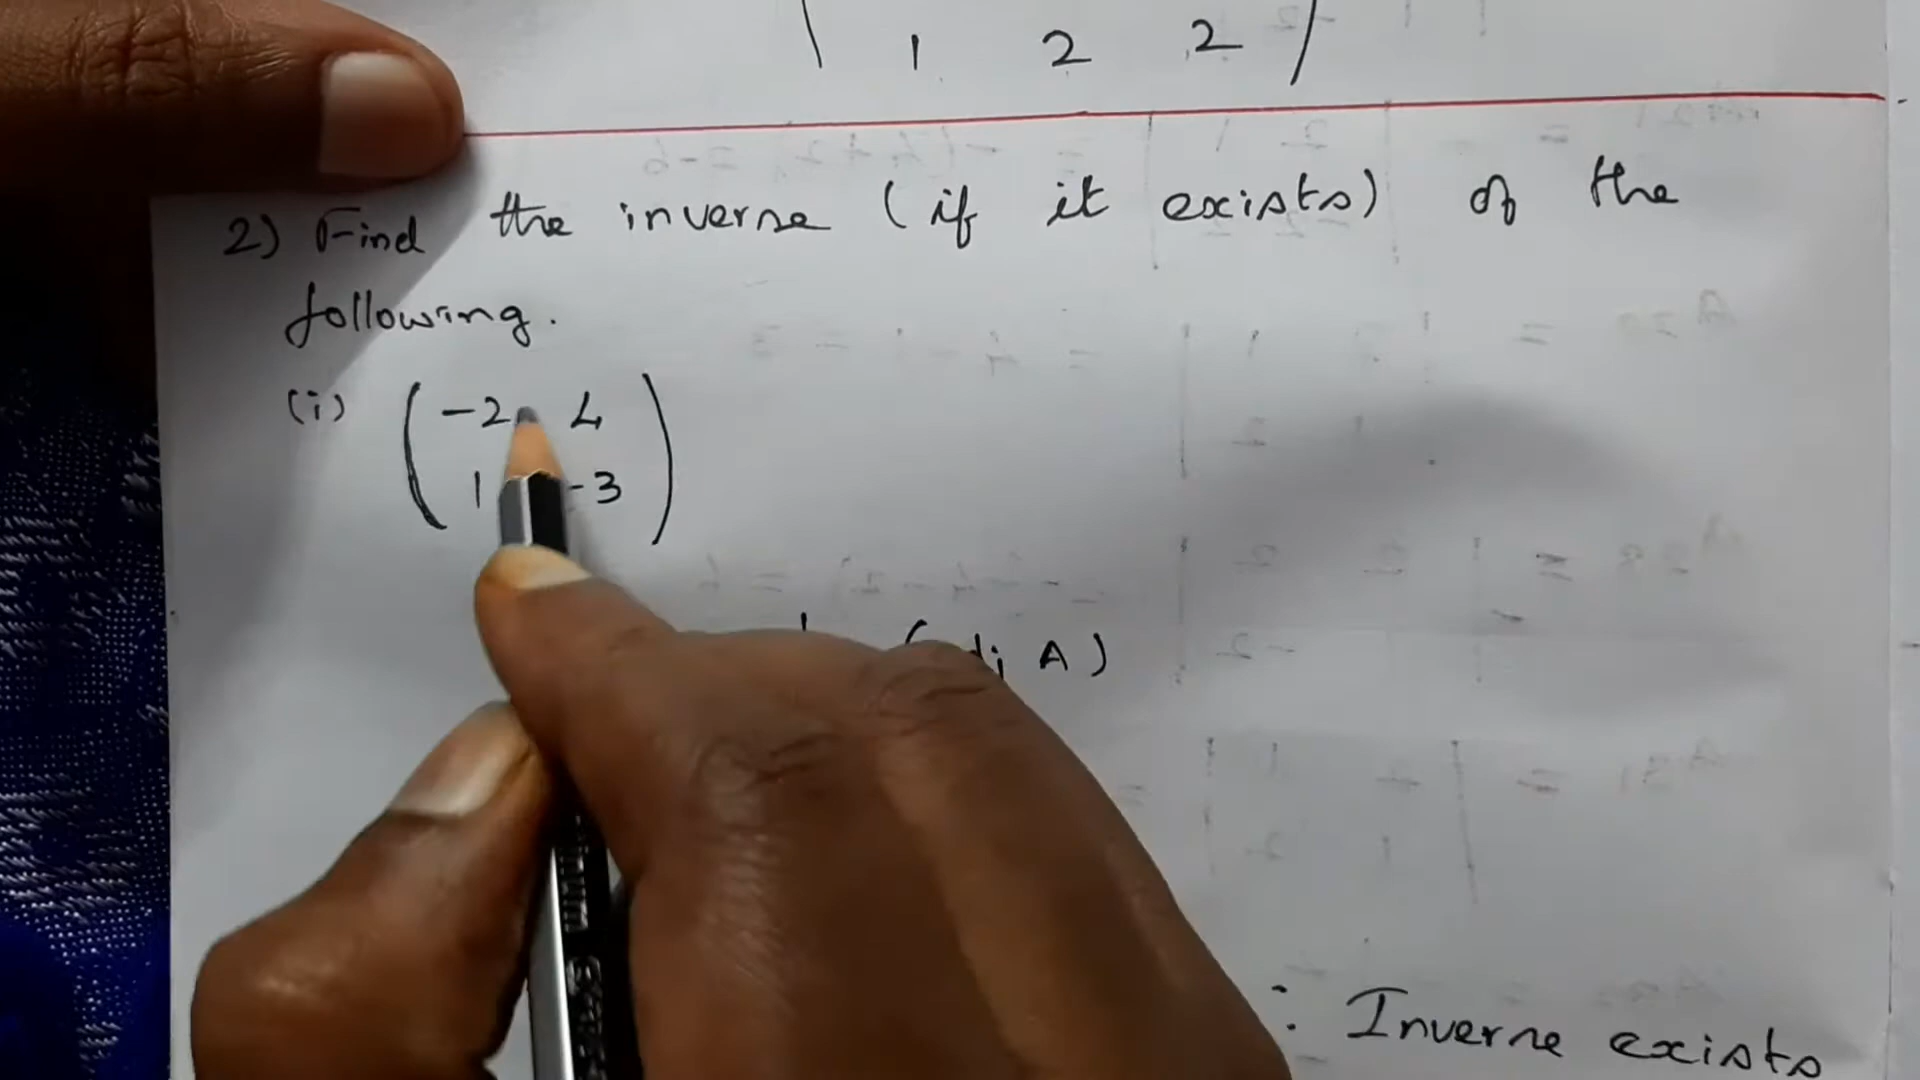 1 2 2
2) Find the inverse (if it exists) of the
following.
(i) -2 4
1 -3
A)
∴ Inverse exists